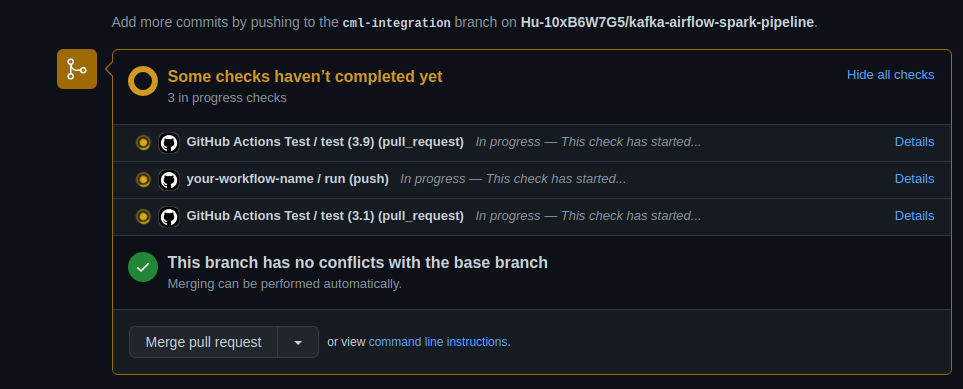 Add more commits by pushing to the cml-integration branch on Hu-10xB6W7G5/kafka-airflow-spark-pipeline.
Some checks haven’t completed yet
Hide all checks
3 in progress checks
GitHub Actions Test / test (3.9) (pull_request) In progress — This check has started... Details
your-workflow-name / run (push) In progress — This check has started... Details
GitHub Actions Test / test (3.1) (pull_request) In progress — This check has started... Details
This branch has no conflicts with the base branch
Merging can be performed automatically.
Merge pull request or view command line instructions.